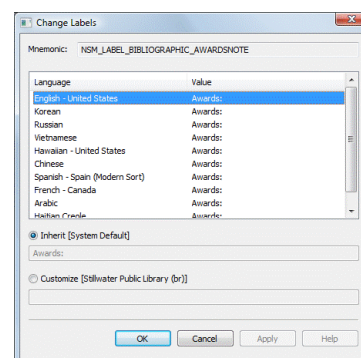 Change Labels
Mnemonic: NSM_LABEL_BIBLIOGRAPHIC_AWARDSNOTE
Language Value
English - United States Awards:
Korean Awards:
Russian Awards:
Vietnamese Awards:
Hawaiian - United States Awards:
Chinese Awards:
Spanish - Spain (Modern Sort) Awards:
French - Canada Awards:
Arabic Awards:
Haitian Creole Awards:
Inherit [System Default]
Awards:
Customize [Stillwater Public Library (br)]
OK Cancel Apply Help